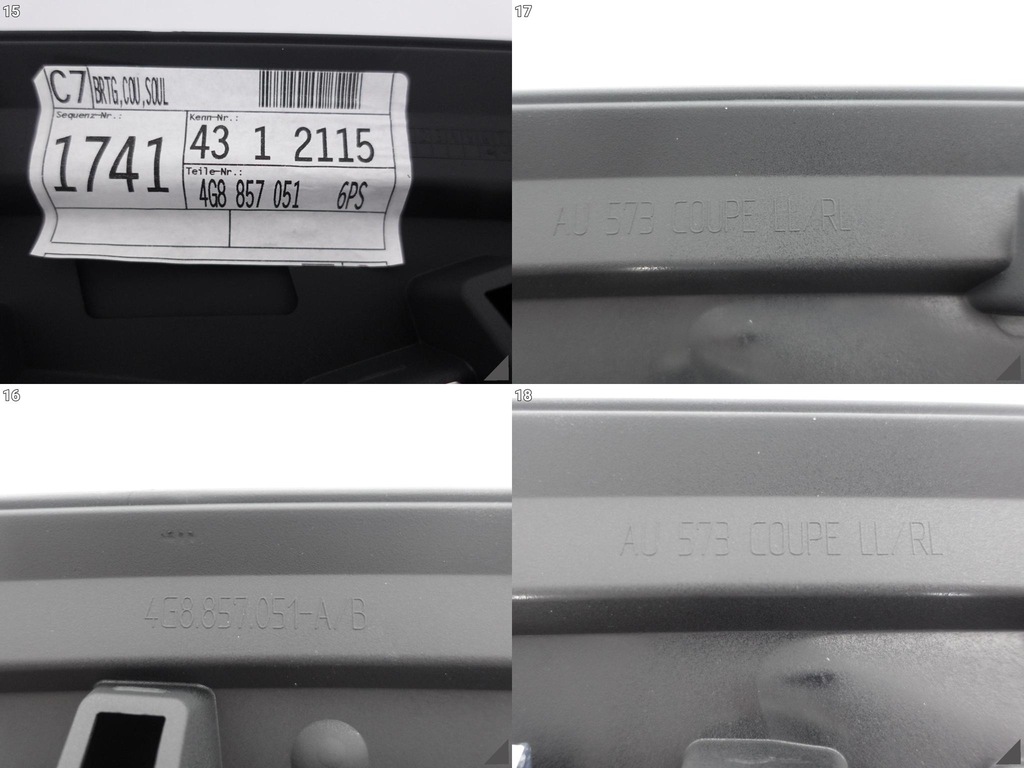 15
C7 BRTG,COU,SOUL
Sequenz-Nr.:
1741
Kenn-Nr.:
43 1 2115
Teile-Nr.:
4G8 857 051 6PS
17
AU 573 COUPE LL/RL
16
4G8.857.051-A/B
18
AU 573 COUPE LL/RL